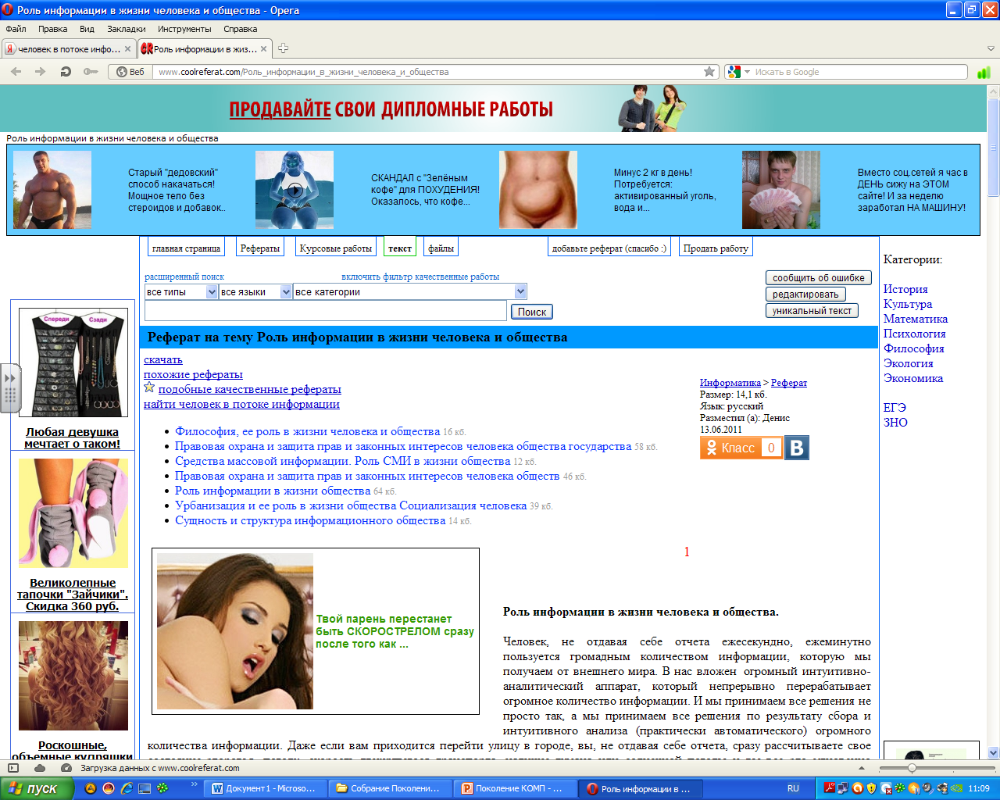 Роль информации в жизни человека и общества - Opera
Файл Правка Вид Закладки Инструменты Справка
человек в потоке инфо...
Роль информации в жиз...
Веб
www.coolreferat.com/Роль_информации_в_жизни_человека_и_общества
Искать в Google
ПРОДАВАЙТЕ СВОИ ДИПЛОМНЫЕ РАБОТЫ
Роль информации в жизни человека и общества
Старый "дедовский"
способ накачаться!
Мощное тело без
стероидов и добавок..
СКАНДАЛ с "Зелёным
кофе" для ПОХУДЕНИЯ!
Оказалось, что кофе...
Минус 2 кг в день!
Потребуется:
активированный уголь,
вода и...
Вместо соц.сетей я час в
ДЕНЬ сижу на ЭТОМ
сайте! И за неделю
заработал НА МАШИНУ!
главная страница Рефераты Курсовые работы текст файлы добавьте реферат (спасибо :) Продать работу
расширенный поиск включить фильтр качественные работы
все типы все языки все категории
Поиск
сообщить об ошибке
редактировать
уникальный текст
Категории:
История
Культура
Математика
Психология
Философия
Экология
Экономика
ЕГЭ
ЗНО
Спереди Сзади
Любая девушка
мечтает о таком!
Великолепные
тапочки "Зайчики".
Скидка 360 руб.
Роскошные,
объемные кудряшки
Реферат на тему Роль информации в жизни человека и общества
скачать
похожие рефераты
подобные качественные рефераты
найти человек в потоке информации
Информатика > Реферат
Размер: 14,1 кб.
Язык: русский
Разместил (а): Денис
13.06.2011
Класс 0
В
Философия, ее роль в жизни человека и общества 16 кб.
Правовая охрана и защита прав и законных интересов человека общества государства 58 кб.
Средства массовой информации. Роль СМИ в жизни общества 12 кб.
Правовая охрана и защита прав и законных интересов человека обществ 46 кб.
Роль информации в жизни общества 64 кб.
Урбанизация и ее роль в жизни общества Социализация человека 39 кб.
Сущность и структура информационного общества 14 кб.
1
Твой парень перестанет
быть СКОРОСТРЕЛОМ сразу
после того как ...
Роль информации в жизни человека и общества.
Человек, не отдавая себе отчета ежесекундно, ежеминутно
пользуется громадным количеством информации, которую мы
получаем от внешнего мира. В нас вложен огромный интуитивно-
аналитический аппарат, который непрерывно перерабатывает
огромное количество информации. И мы принимаем все решения не
просто так, а мы принимаем все решения по результату сбора и
интуитивного анализа (практически автоматического) огромного
количества информации. Даже если вам приходится перейти улицу в городе, вы, не отдавая себе отчета, сразу рассчитываете свое
Загрузка данных с www.coolreferat.com
пуск
Документ1 - Microso...
Собрание Поколени...
Поколение КОМП - ...
Роль информации в ...
RU
11:09